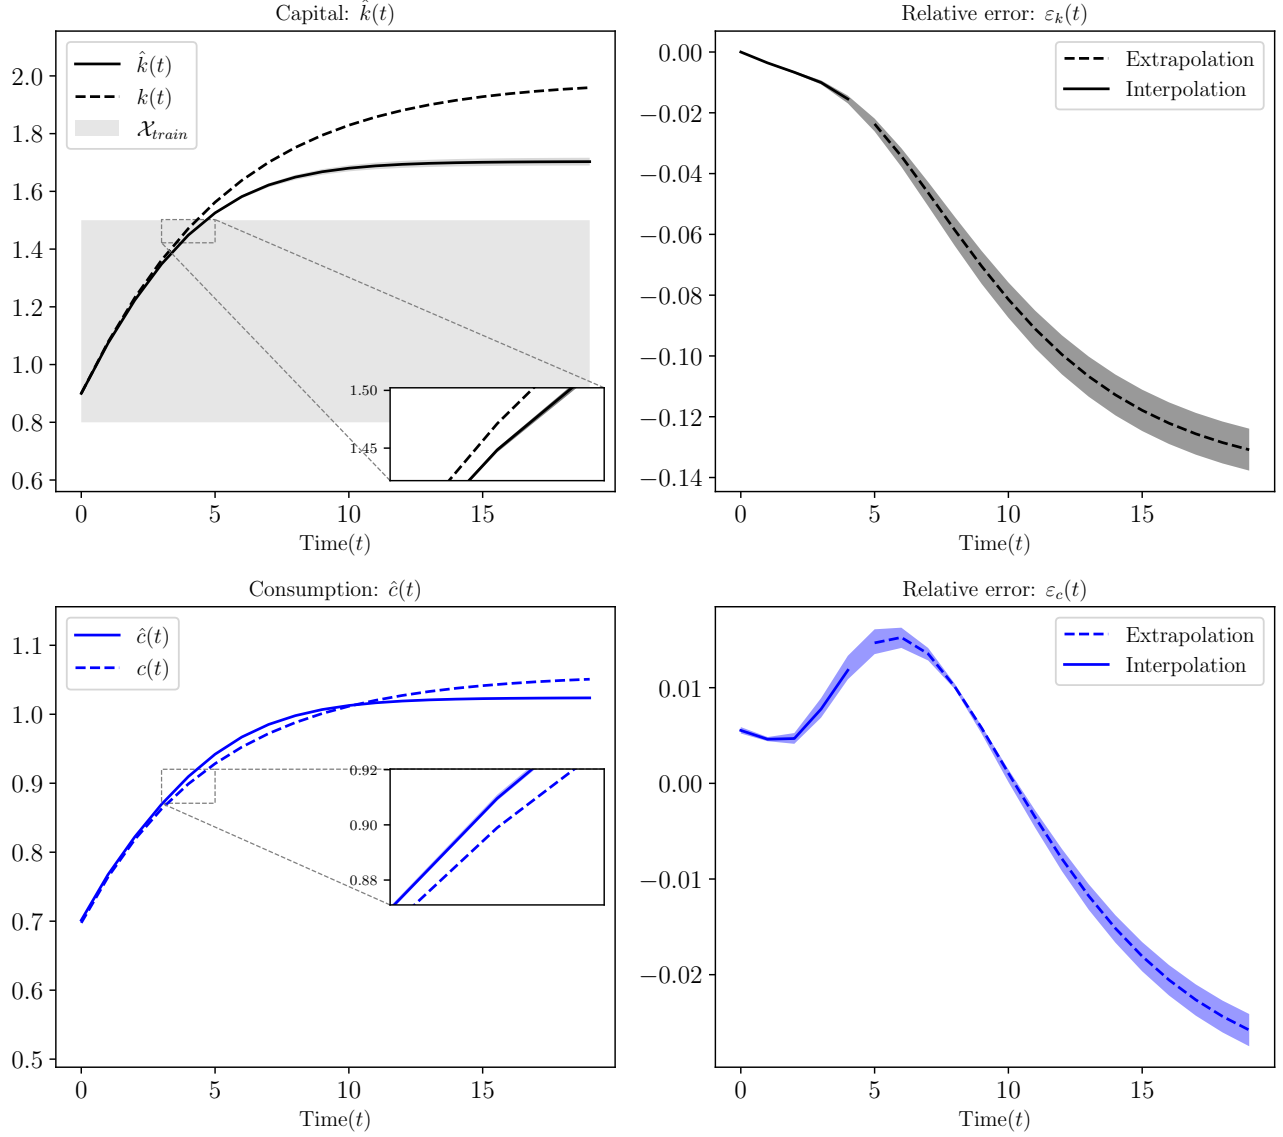 Capital: k̂(t)
2.0
1.8
1.6
1.4
1.2
1.0
0.8
0.6
k̂(t)
k(t)
𝒳train
1.50
1.45
0
5
10
15
Time(t)
Relative error: εk(t)
0.00
−0.02
−0.04
−0.06
−0.08
−0.10
−0.12
−0.14
Extrapolation
Interpolation
0
5
10
15
Time(t)
Consumption: ĉ(t)
1.1
1.0
0.9
0.8
0.7
0.6
0.5
ĉ(t)
c(t)
0.92
0.90
0.88
0
5
10
15
Time(t)
Relative error: εc(t)
0.01
0.00
−0.01
−0.02
Extrapolation
Interpolation
0
5
10
15
Time(t)